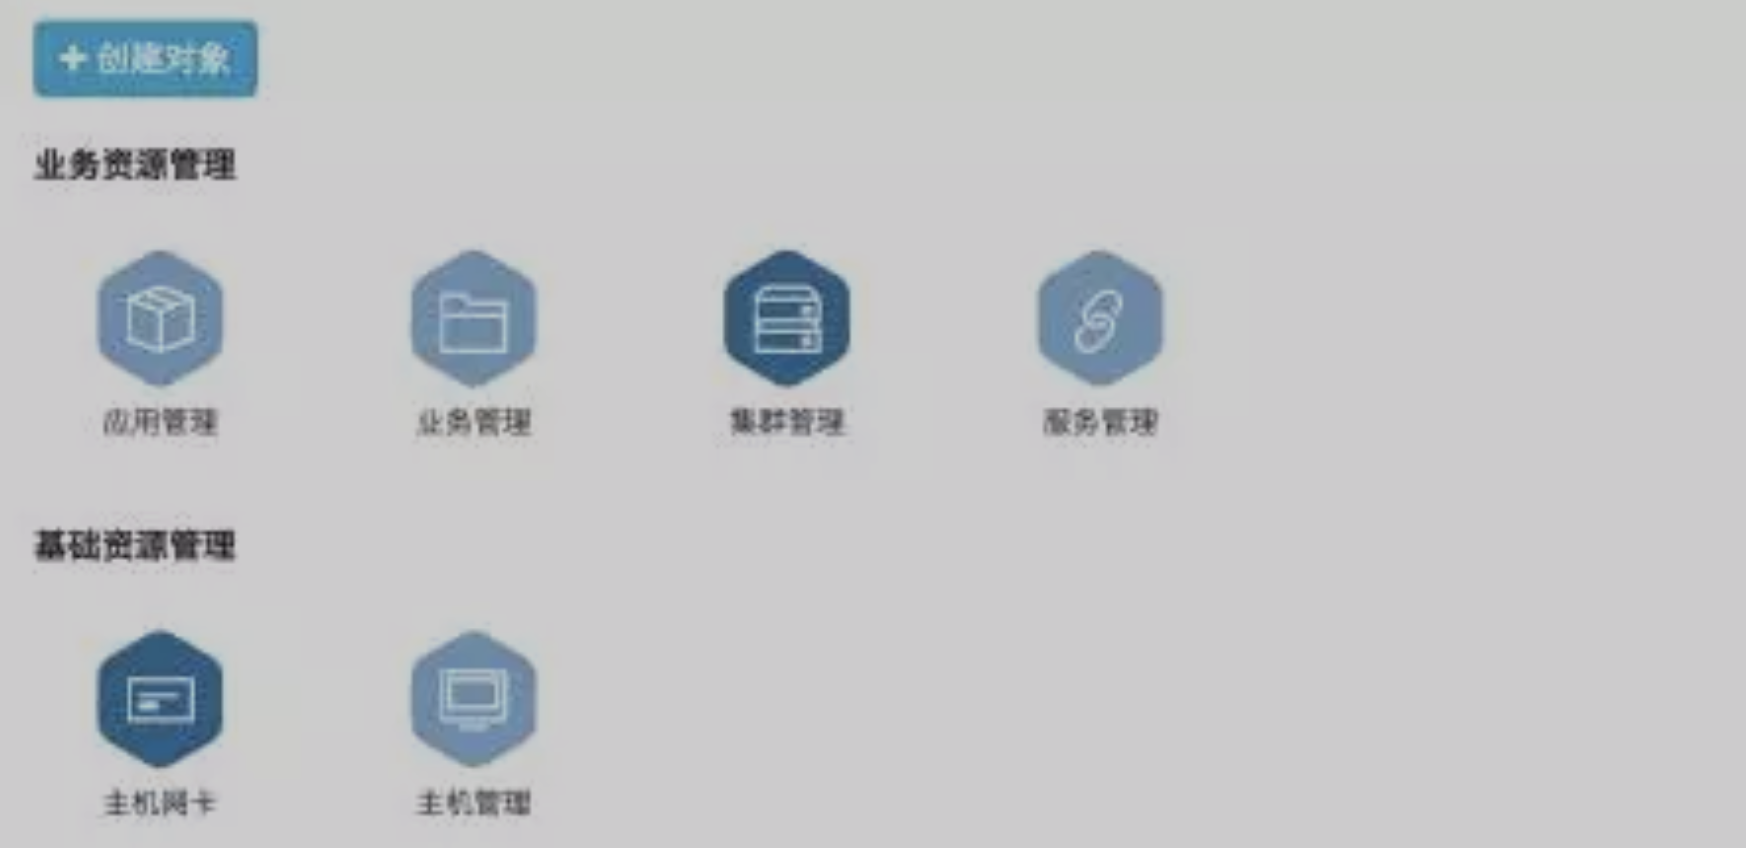 + 创建对象
业务资源管理
应用管理 业务管理 集群管理 服务管理
基础资源管理
主机网卡 主机管理